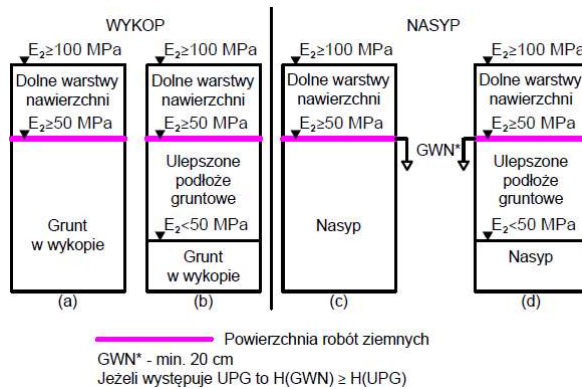 WYKOP
NASYP
E₂≥100 MPa
Dolne warstwy
nawierzchni
E₂≥50 MPa
Grunt
w wykopie
(a)
E₂≥100 MPa
Dolne warstwy
nawierzchni
E₂≥50 MPa
Ulepszone
podłoże
gruntowe
E₂<50 MPa
Grunt
w wykopie
(b)
E₂≥100 MPa
Dolne warstwy
nawierzchni
E₂≥50 MPa
Nasyp
(c)
GWN*
E₂≥100 MPa
Dolne warstwy
nawierzchni
E₂≥50 MPa
Ulepszone
podłoże
gruntowe
E₂<50 MPa
Nasyp
(d)
Powierzchnia robót ziemnych
GWN* - min. 20 cm
Jeżeli występuje UPG to H(GWN) ≥ H(UPG)